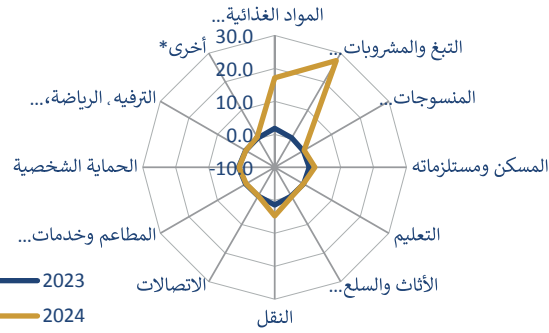 المواد الغذائية...
التبغ والمشروبات...
المنسوجات...
المسكن ومستلزماته
التعليم
الأثاث والسلع...
النقل
الاتصالات
المطاعم وخدمات...
الحماية الشخصية
الترفيه، الرياضة،...
أخرى*
30.0
20.0
10.0
0.0
-10.0
2023
2024